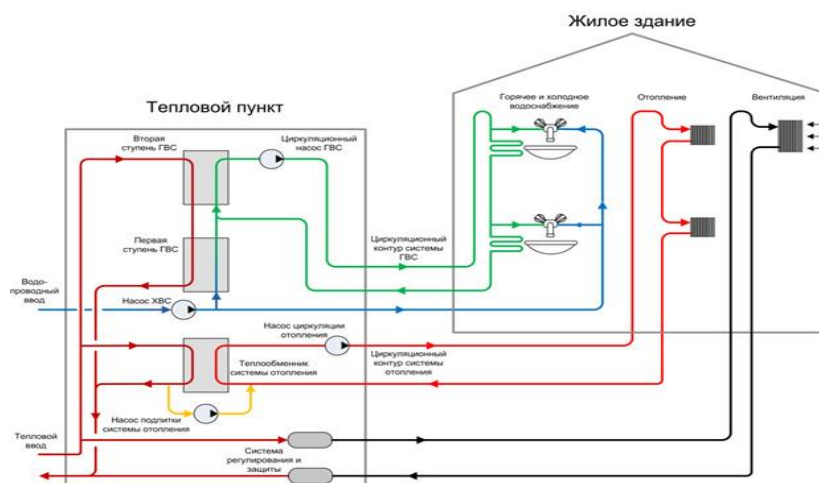 Жилое здание
Тепловой пункт
Горячее и холодное
водоснабжение
Отопление
Вентиляция
Вторая
ступень ГВС
Циркуляционный
насос ГВС
Первая
ступень ГВС
Циркуляционный
контур системы
ГВС
Водо-
проводный
ввод
Насос ХВС
Насос циркуляции
отопления
Теплообменник
системы отопления
Циркуляционный
контур системы
отопления
Насос подпитки
системы отопления
Тепловой
ввод
Система
регулирования и
защиты